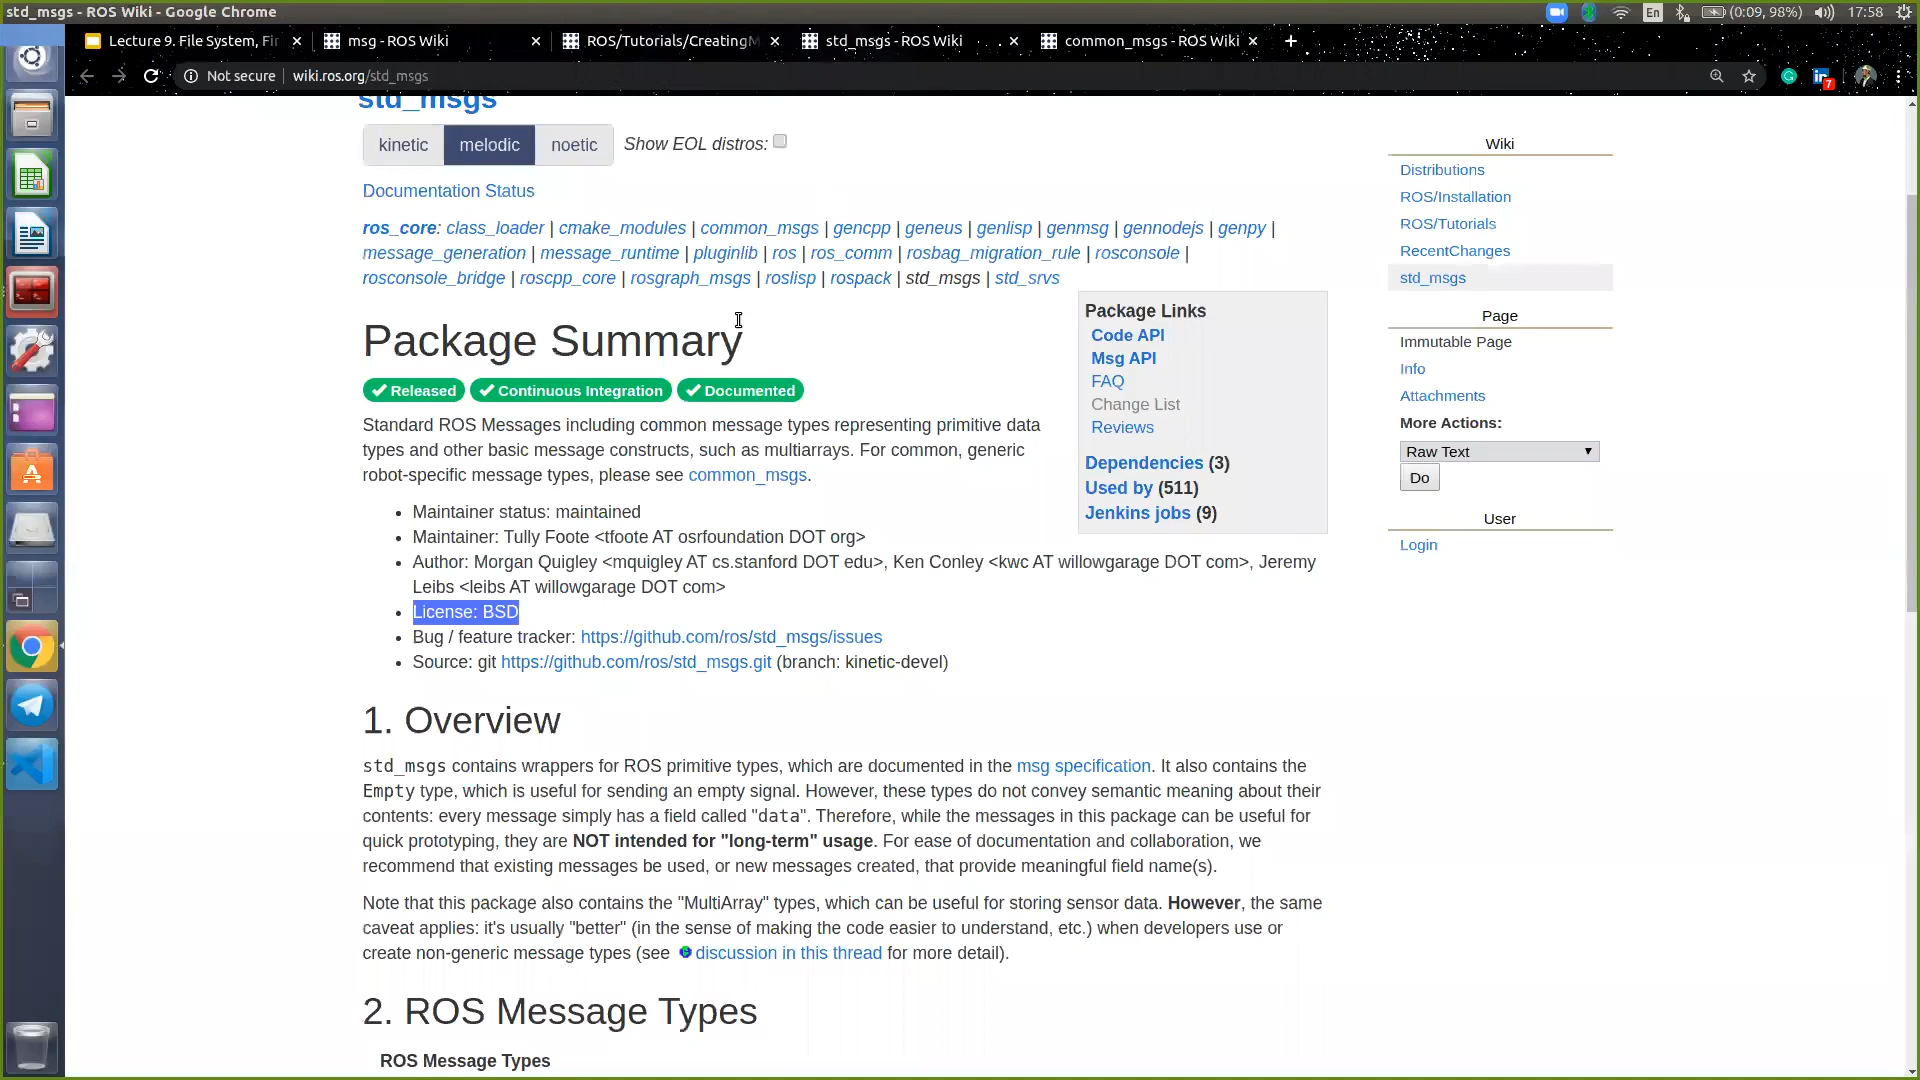 std_msgs - ROS Wiki - Google Chrome
En
(0:09, 98%)
17:58
Lecture 9. File System, Fir
msg - ROS Wiki
ROS/Tutorials/CreatingM
std_msgs - ROS Wiki
common_msgs - ROS Wiki
Not secure
wiki.ros.org/std_msgs
7
std_msgs
kinetic
melodic
noetic
Show EOL distros:
Documentation Status
ros_core: class_loader | cmake_modules | common_msgs | gencpp | geneus | genlisp | genmsg | gennodejs | genpy |
message_generation | message_runtime | pluginlib | ros | ros_comm | rosbag_migration_rule | rosconsole |
rosconsole_bridge | roscpp_core | rosgraph_msgs | roslisp | rospack | std_msgs | std_srvs
Package Summary
Released
Continuous Integration
Documented
Standard ROS Messages including common message types representing primitive data
types and other basic message constructs, such as multiarrays. For common, generic
robot-specific message types, please see common_msgs.
Maintainer status: maintained
Maintainer: Tully Foote <tfoote AT osrfoundation DOT org>
Author: Morgan Quigley <mquigley AT cs.stanford DOT edu>, Ken Conley <kwc AT willowgarage DOT com>, Jeremy
Leibs <leibs AT willowgarage DOT com>
License: BSD
Bug / feature tracker: https://github.com/ros/std_msgs/issues
Source: git https://github.com/ros/std_msgs.git (branch: kinetic-devel)
Package Links
Code API
Msg API
FAQ
Change List
Reviews
Dependencies (3)
Used by (511)
Jenkins jobs (9)
1. Overview
std_msgs contains wrappers for ROS primitive types, which are documented in the msg specification. It also contains the
Empty type, which is useful for sending an empty signal. However, these types do not convey semantic meaning about their
contents: every message simply has a field called "data". Therefore, while the messages in this package can be useful for
quick prototyping, they are NOT intended for "long-term" usage. For ease of documentation and collaboration, we
recommend that existing messages be used, or new messages created, that provide meaningful field name(s).
Note that this package also contains the "MultiArray" types, which can be useful for storing sensor data. However, the same
caveat applies: it's usually "better" (in the sense of making the code easier to understand, etc.) when developers use or
create non-generic message types (see discussion in this thread for more detail).
2. ROS Message Types
ROS Message Types
Wiki
Distributions
ROS/Installation
ROS/Tutorials
RecentChanges
std_msgs
Page
Immutable Page
Info
Attachments
More Actions:
Raw Text
Do
User
Login